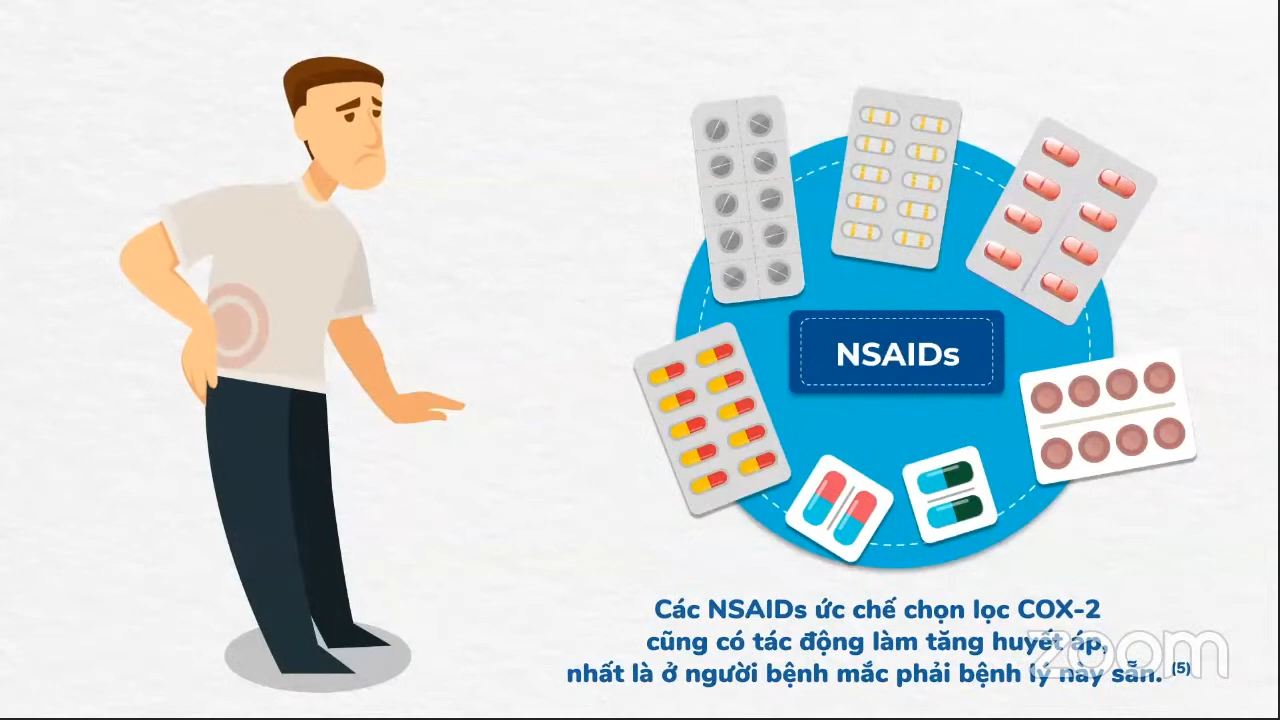 NSAIDs
Các NSAIDs ức chế chọn lọc COX-2
cũng có tác động làm tăng huyết áp,
nhất là ở người bệnh mắc phải bệnh lý này sẵn. (5)
zoom